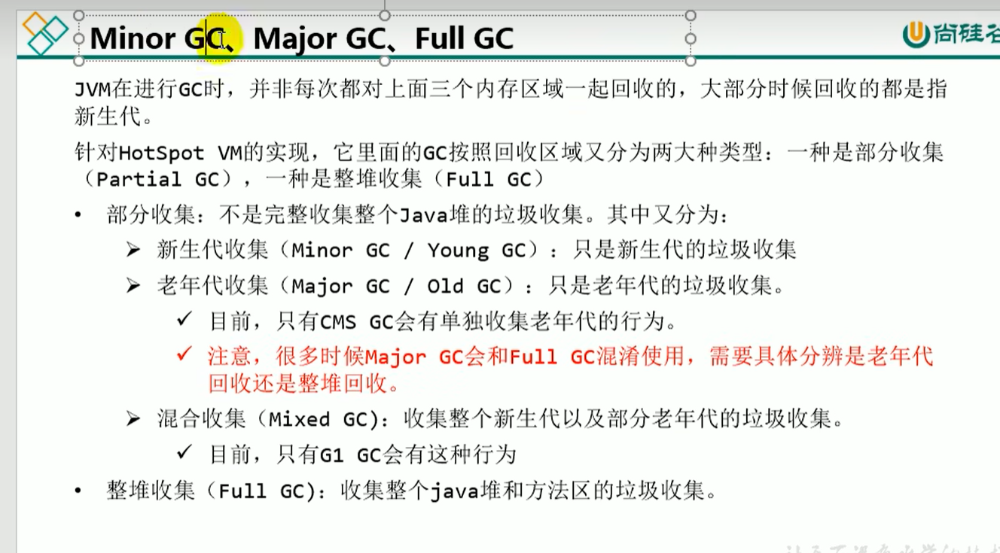 Minor GC、Major GC、Full GC
尚硅谷
JVM在进行GC时，并非每次都对上面三个内存区域一起回收的，大部分时候回收的都是指
新生代。
针对HotSpot VM的实现，它里面的GC按照回收区域又分为两大种类型：一种是部分收集
（Partial GC），一种是整堆收集（Full GC）
• 部分收集：不是完整收集整个Java堆的垃圾收集。其中又分为：
➢ 新生代收集（Minor GC / Young GC）：只是新生代的垃圾收集
➢ 老年代收集（Major GC / Old GC）：只是老年代的垃圾收集。
✓ 目前，只有CMS GC会有单独收集老年代的行为。
✓ 注意，很多时候Major GC会和Full GC混淆使用，需要具体分辨是老年代
回收还是整堆回收。
➢ 混合收集（Mixed GC)：收集整个新生代以及部分老年代的垃圾收集。
✓ 目前，只有G1 GC会有这种行为
• 整堆收集（Full GC)：收集整个java堆和方法区的垃圾收集。